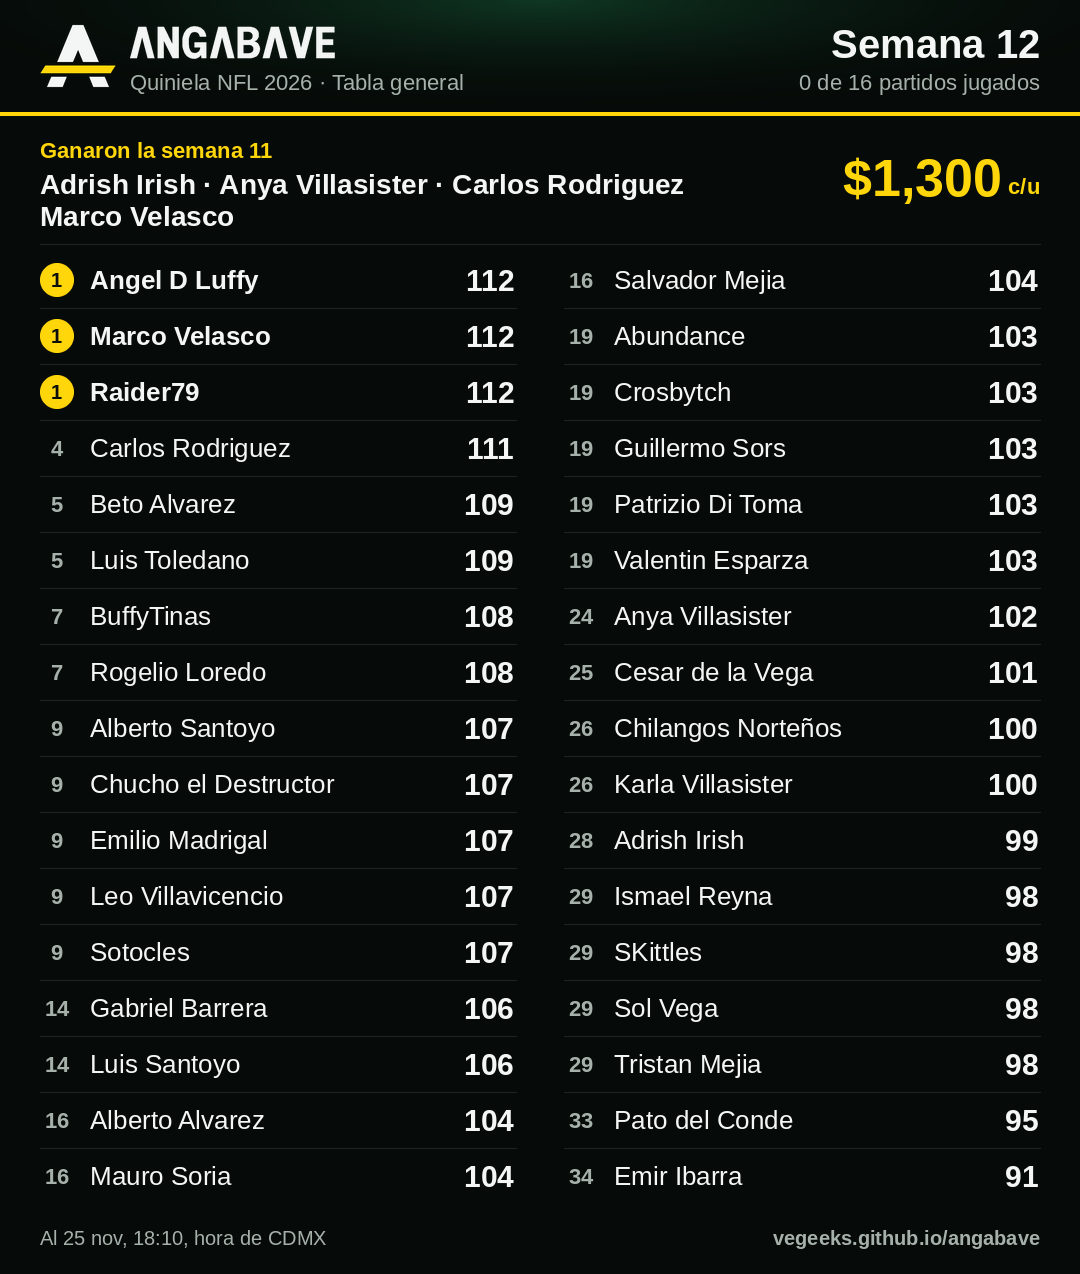 ANGABAVE
Quiniela NFL 2026 · Tabla general
Semana 12
0 de 16 partidos jugados
Ganaron la semana 11
Adrish Irish · Anya Villasister · Carlos Rodriguez
Marco Velasco
$1,300 c/u
1 Angel D Luffy 112
1 Marco Velasco 112
1 Raider79 112
4 Carlos Rodriguez 111
5 Beto Alvarez 109
5 Luis Toledano 109
7 BuffyTinas 108
7 Rogelio Loredo 108
9 Alberto Santoyo 107
9 Chucho el Destructor 107
9 Emilio Madrigal 107
9 Leo Villavicencio 107
9 Sotocles 107
14 Gabriel Barrera 106
14 Luis Santoyo 106
16 Alberto Alvarez 104
16 Mauro Soria 104
16 Salvador Mejia 104
19 Abundance 103
19 Crosbytch 103
19 Guillermo Sors 103
19 Patrizio Di Toma 103
19 Valentin Esparza 103
24 Anya Villasister 102
25 Cesar de la Vega 101
26 Chilangos Norteños 100
26 Karla Villasister 100
28 Adrish Irish 99
29 Ismael Reyna 98
29 SKittles 98
29 Sol Vega 98
29 Tristan Mejia 98
33 Pato del Conde 95
34 Emir Ibarra 91
Al 25 nov, 18:10, hora de CDMX
vegeeks.github.io/angabave